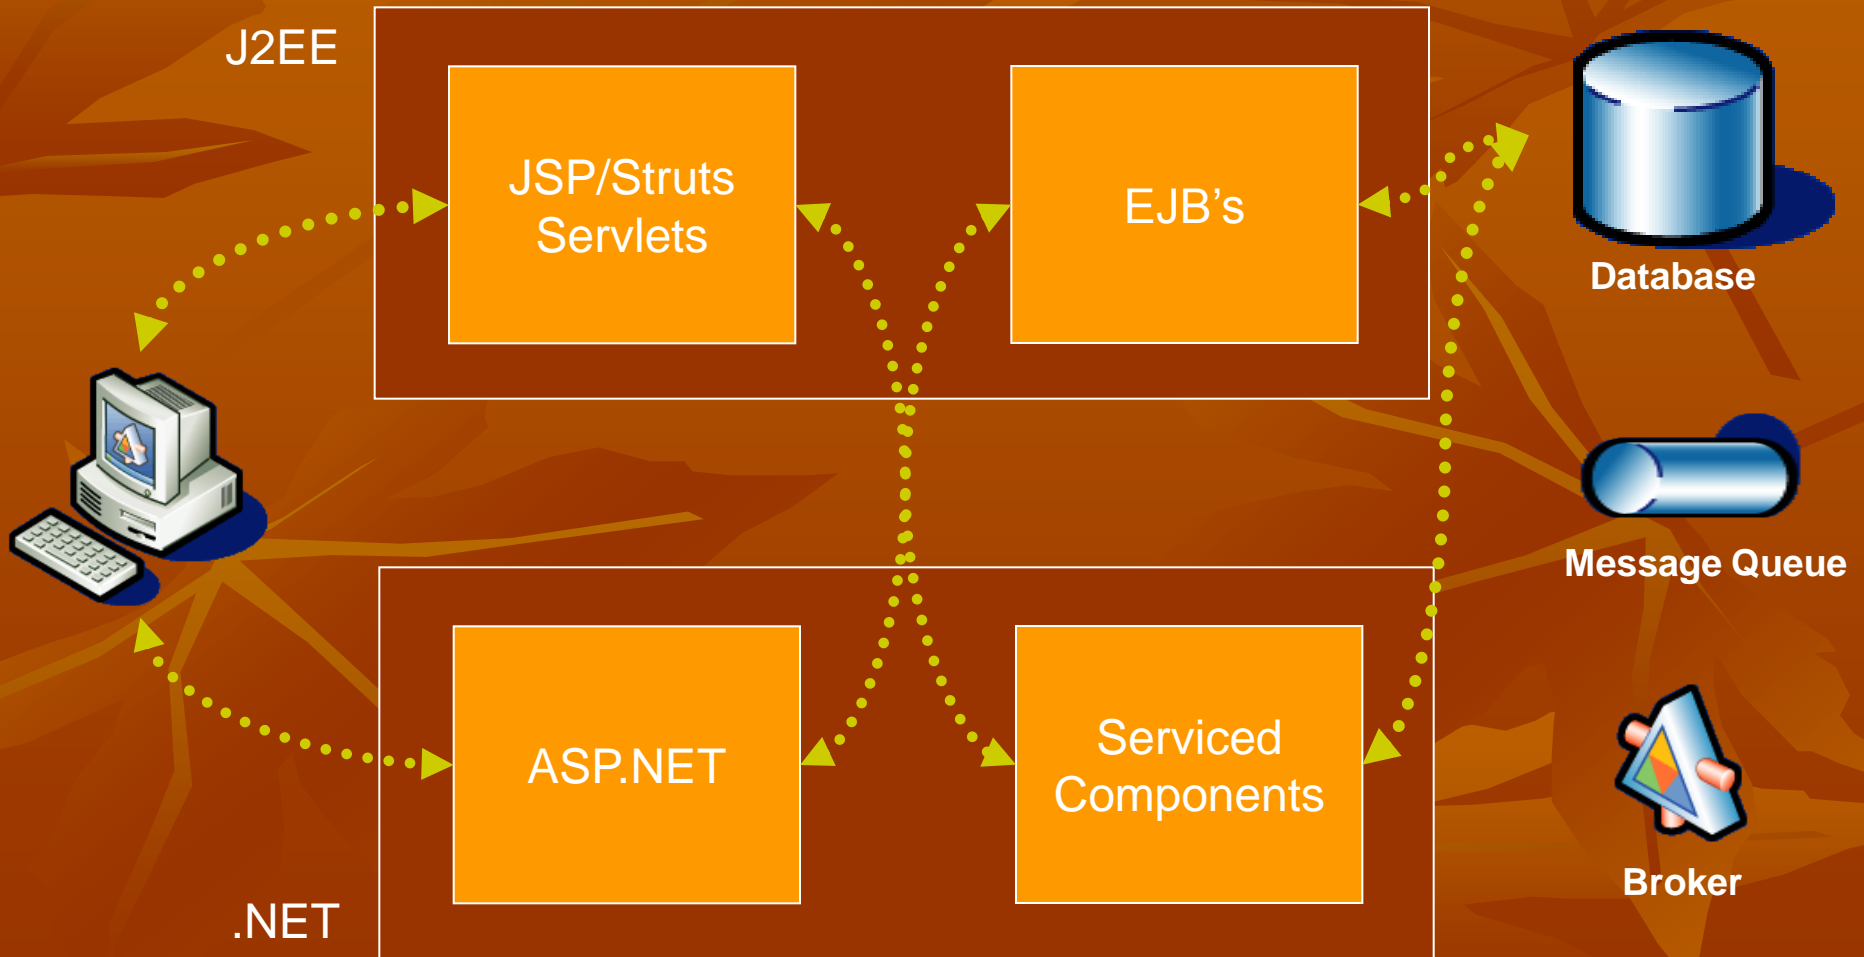 J2EE
JSP/Struts
Servlets
EJB’s
Database
Message Queue
ASP.NET
Serviced
Components
Broker
.NET